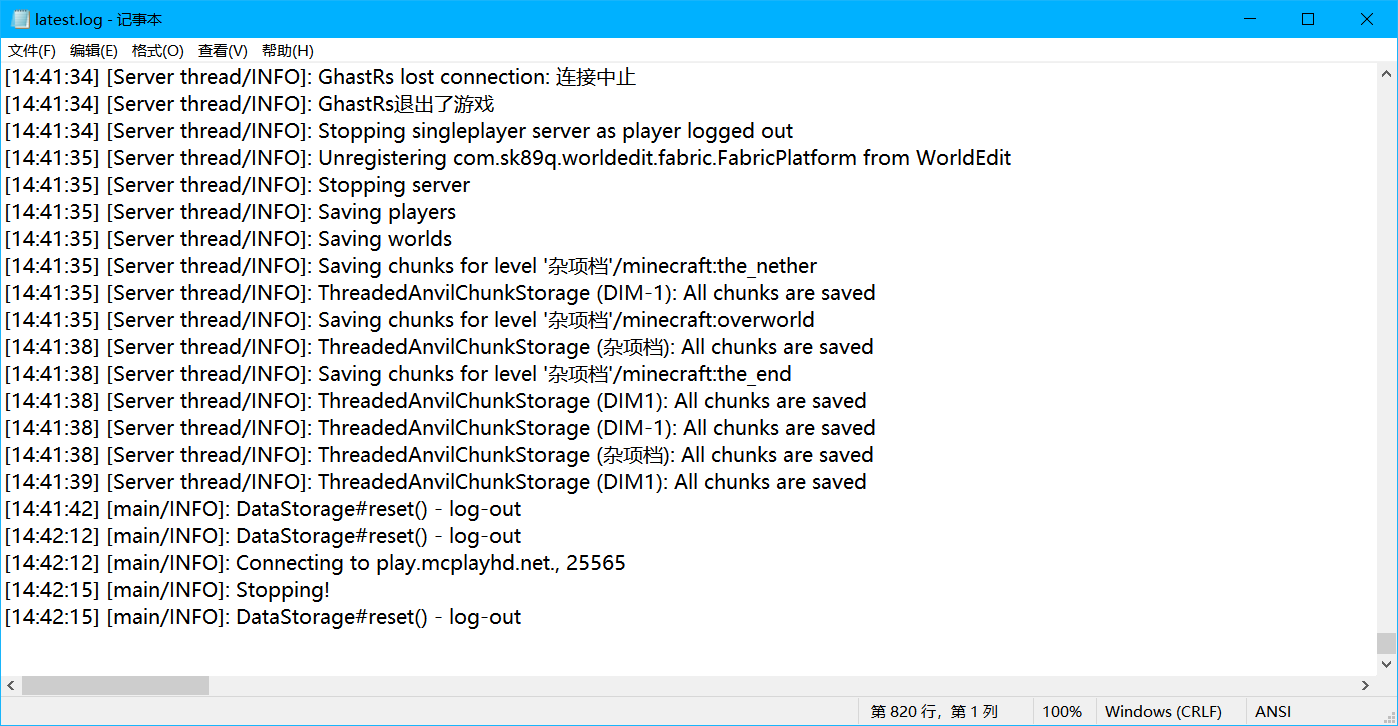 latest.log - 记事本
文件(F) 编辑(E) 格式(O) 查看(V) 帮助(H)
[14:41:34] [Server thread/INFO]: GhastRs lost connection: 连接中止
[14:41:34] [Server thread/INFO]: GhastRs退出了游戏
[14:41:34] [Server thread/INFO]: Stopping singleplayer server as player logged out
[14:41:35] [Server thread/INFO]: Unregistering com.sk89q.worldedit.fabric.FabricPlatform from WorldEdit
[14:41:35] [Server thread/INFO]: Stopping server
[14:41:35] [Server thread/INFO]: Saving players
[14:41:35] [Server thread/INFO]: Saving worlds
[14:41:35] [Server thread/INFO]: Saving chunks for level '杂项档'/minecraft:the_nether
[14:41:35] [Server thread/INFO]: ThreadedAnvilChunkStorage (DIM-1): All chunks are saved
[14:41:35] [Server thread/INFO]: Saving chunks for level '杂项档'/minecraft:overworld
[14:41:38] [Server thread/INFO]: ThreadedAnvilChunkStorage (杂项档): All chunks are saved
[14:41:38] [Server thread/INFO]: Saving chunks for level '杂项档'/minecraft:the_end
[14:41:38] [Server thread/INFO]: ThreadedAnvilChunkStorage (DIM1): All chunks are saved
[14:41:38] [Server thread/INFO]: ThreadedAnvilChunkStorage (DIM-1): All chunks are saved
[14:41:38] [Server thread/INFO]: ThreadedAnvilChunkStorage (杂项档): All chunks are saved
[14:41:39] [Server thread/INFO]: ThreadedAnvilChunkStorage (DIM1): All chunks are saved
[14:41:42] [main/INFO]: DataStorage#reset() - log-out
[14:42:12] [main/INFO]: DataStorage#reset() - log-out
[14:42:12] [main/INFO]: Connecting to play.mcplayhd.net., 25565
[14:42:15] [main/INFO]: Stopping!
[14:42:15] [main/INFO]: DataStorage#reset() - log-out
第 820 行，第 1 列 100% Windows (CRLF) ANSI